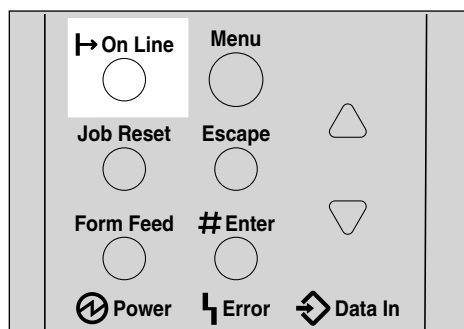 On Line Menu
Job Reset Escape
Form Feed # Enter
Power Error Data In